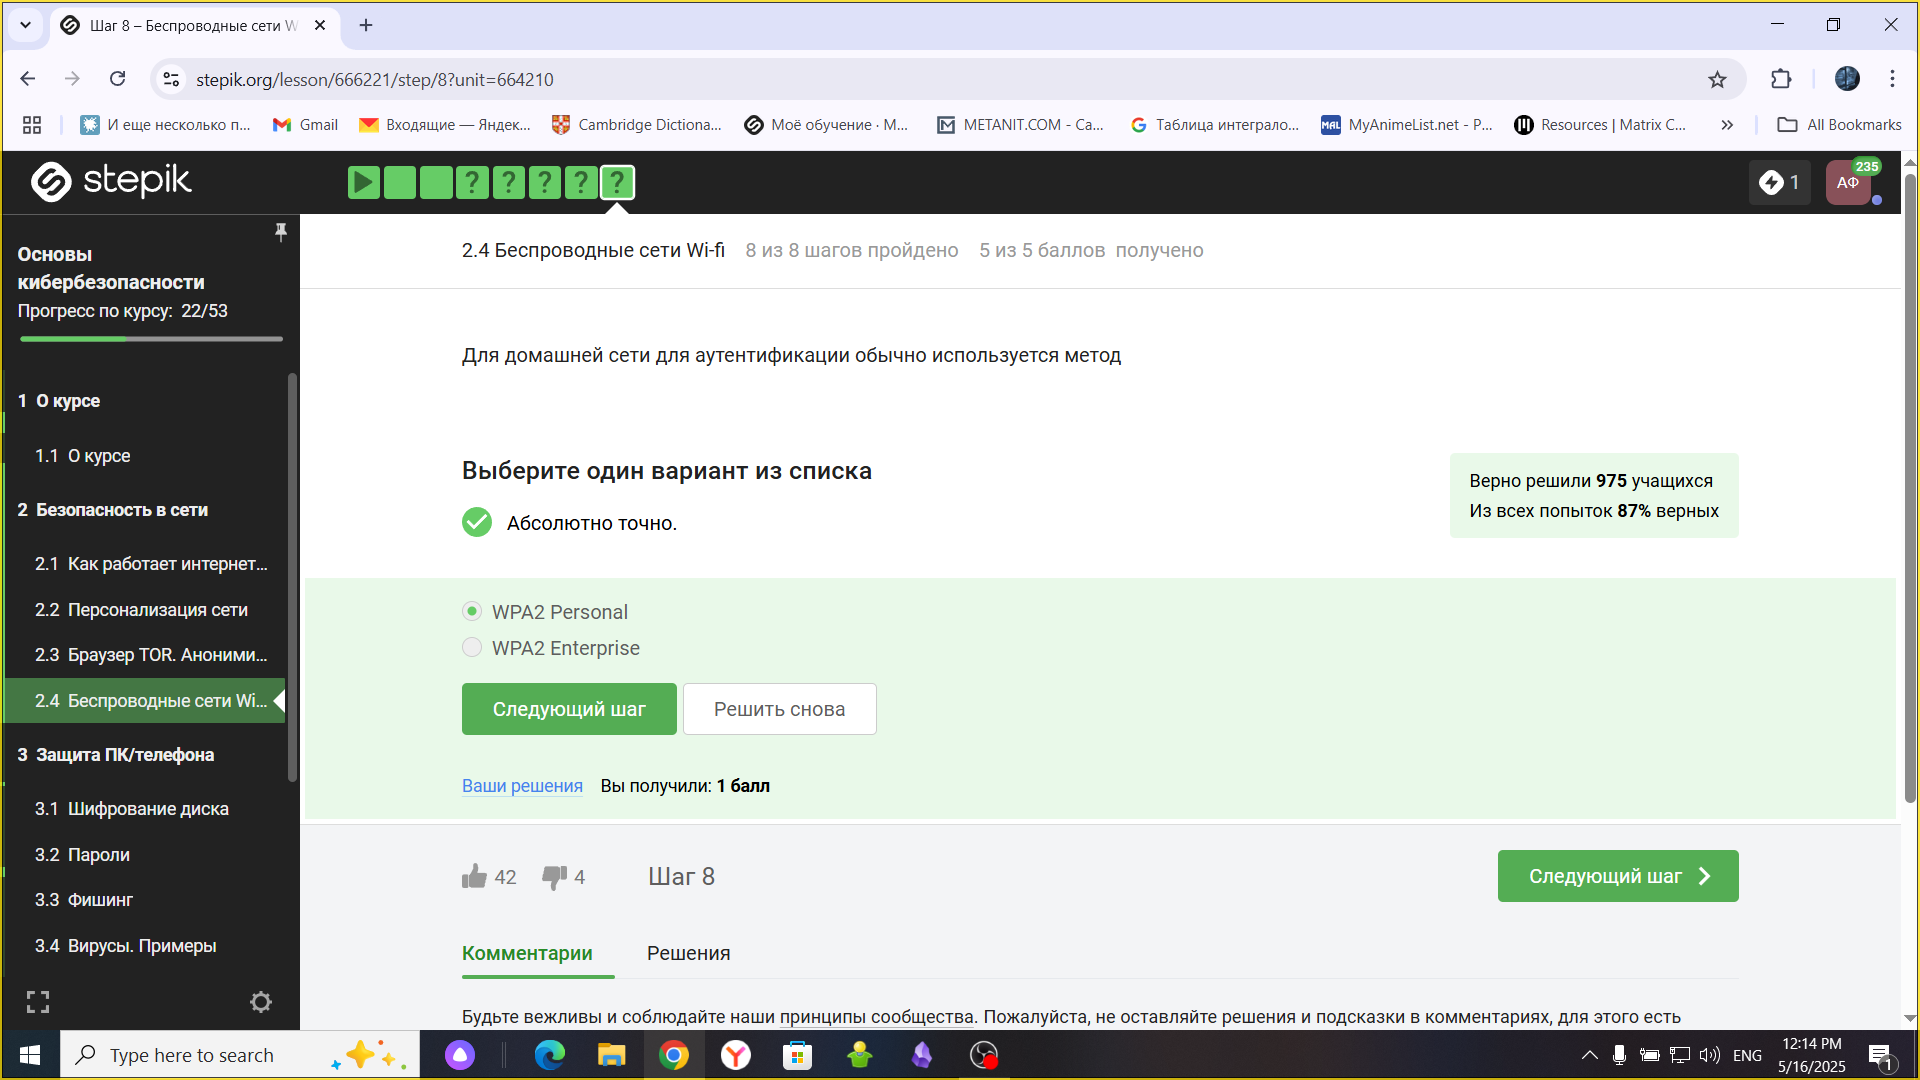 Шаг 8 – Беспроводные сети W
stepik.org/lesson/666221/step/8?unit=664210
И еще несколько п...
Gmail
Входящие — Яндек...
Cambridge Dictiona...
Моё обучение · М...
METANIT.COM - Са...
Таблица интеграло...
MAL
MyAnimeList.net - P...
Resources | Matrix C...
»
All Bookmarks
stepik
? ? ? ? ?
1
АФ
235
Основы
кибербезопасности
Прогресс по курсу: 22/53
1 О курсе
1.1 О курсе
2 Безопасность в сети
2.1 Как работает интернет...
2.2 Персонализация сети
2.3 Браузер TOR. Аноними...
2.4 Беспроводные сети Wi...
3 Защита ПК/телефона
3.1 Шифрование диска
3.2 Пароли
3.3 Фишинг
3.4 Вирусы. Примеры
2.4 Беспроводные сети Wi-fi 8 из 8 шагов пройдено 5 из 5 баллов получено
Для домашней сети для аутентификации обычно используется метод
Выберите один вариант из списка
Абсолютно точно.
Верно решили 975 учащихся
Из всех попыток 87% верных
WPA2 Personal
WPA2 Enterprise
Следующий шаг
Решить снова
Ваши решения Вы получили: 1 балл
42
4
Шаг 8
Следующий шаг
Комментарии
Решения
Будьте вежливы и соблюдайте наши принципы сообщества. Пожалуйста, не оставляйте решения и подсказки в комментариях, для этого есть
Type here to search
ENG
12:14 PM
5/16/2025
1